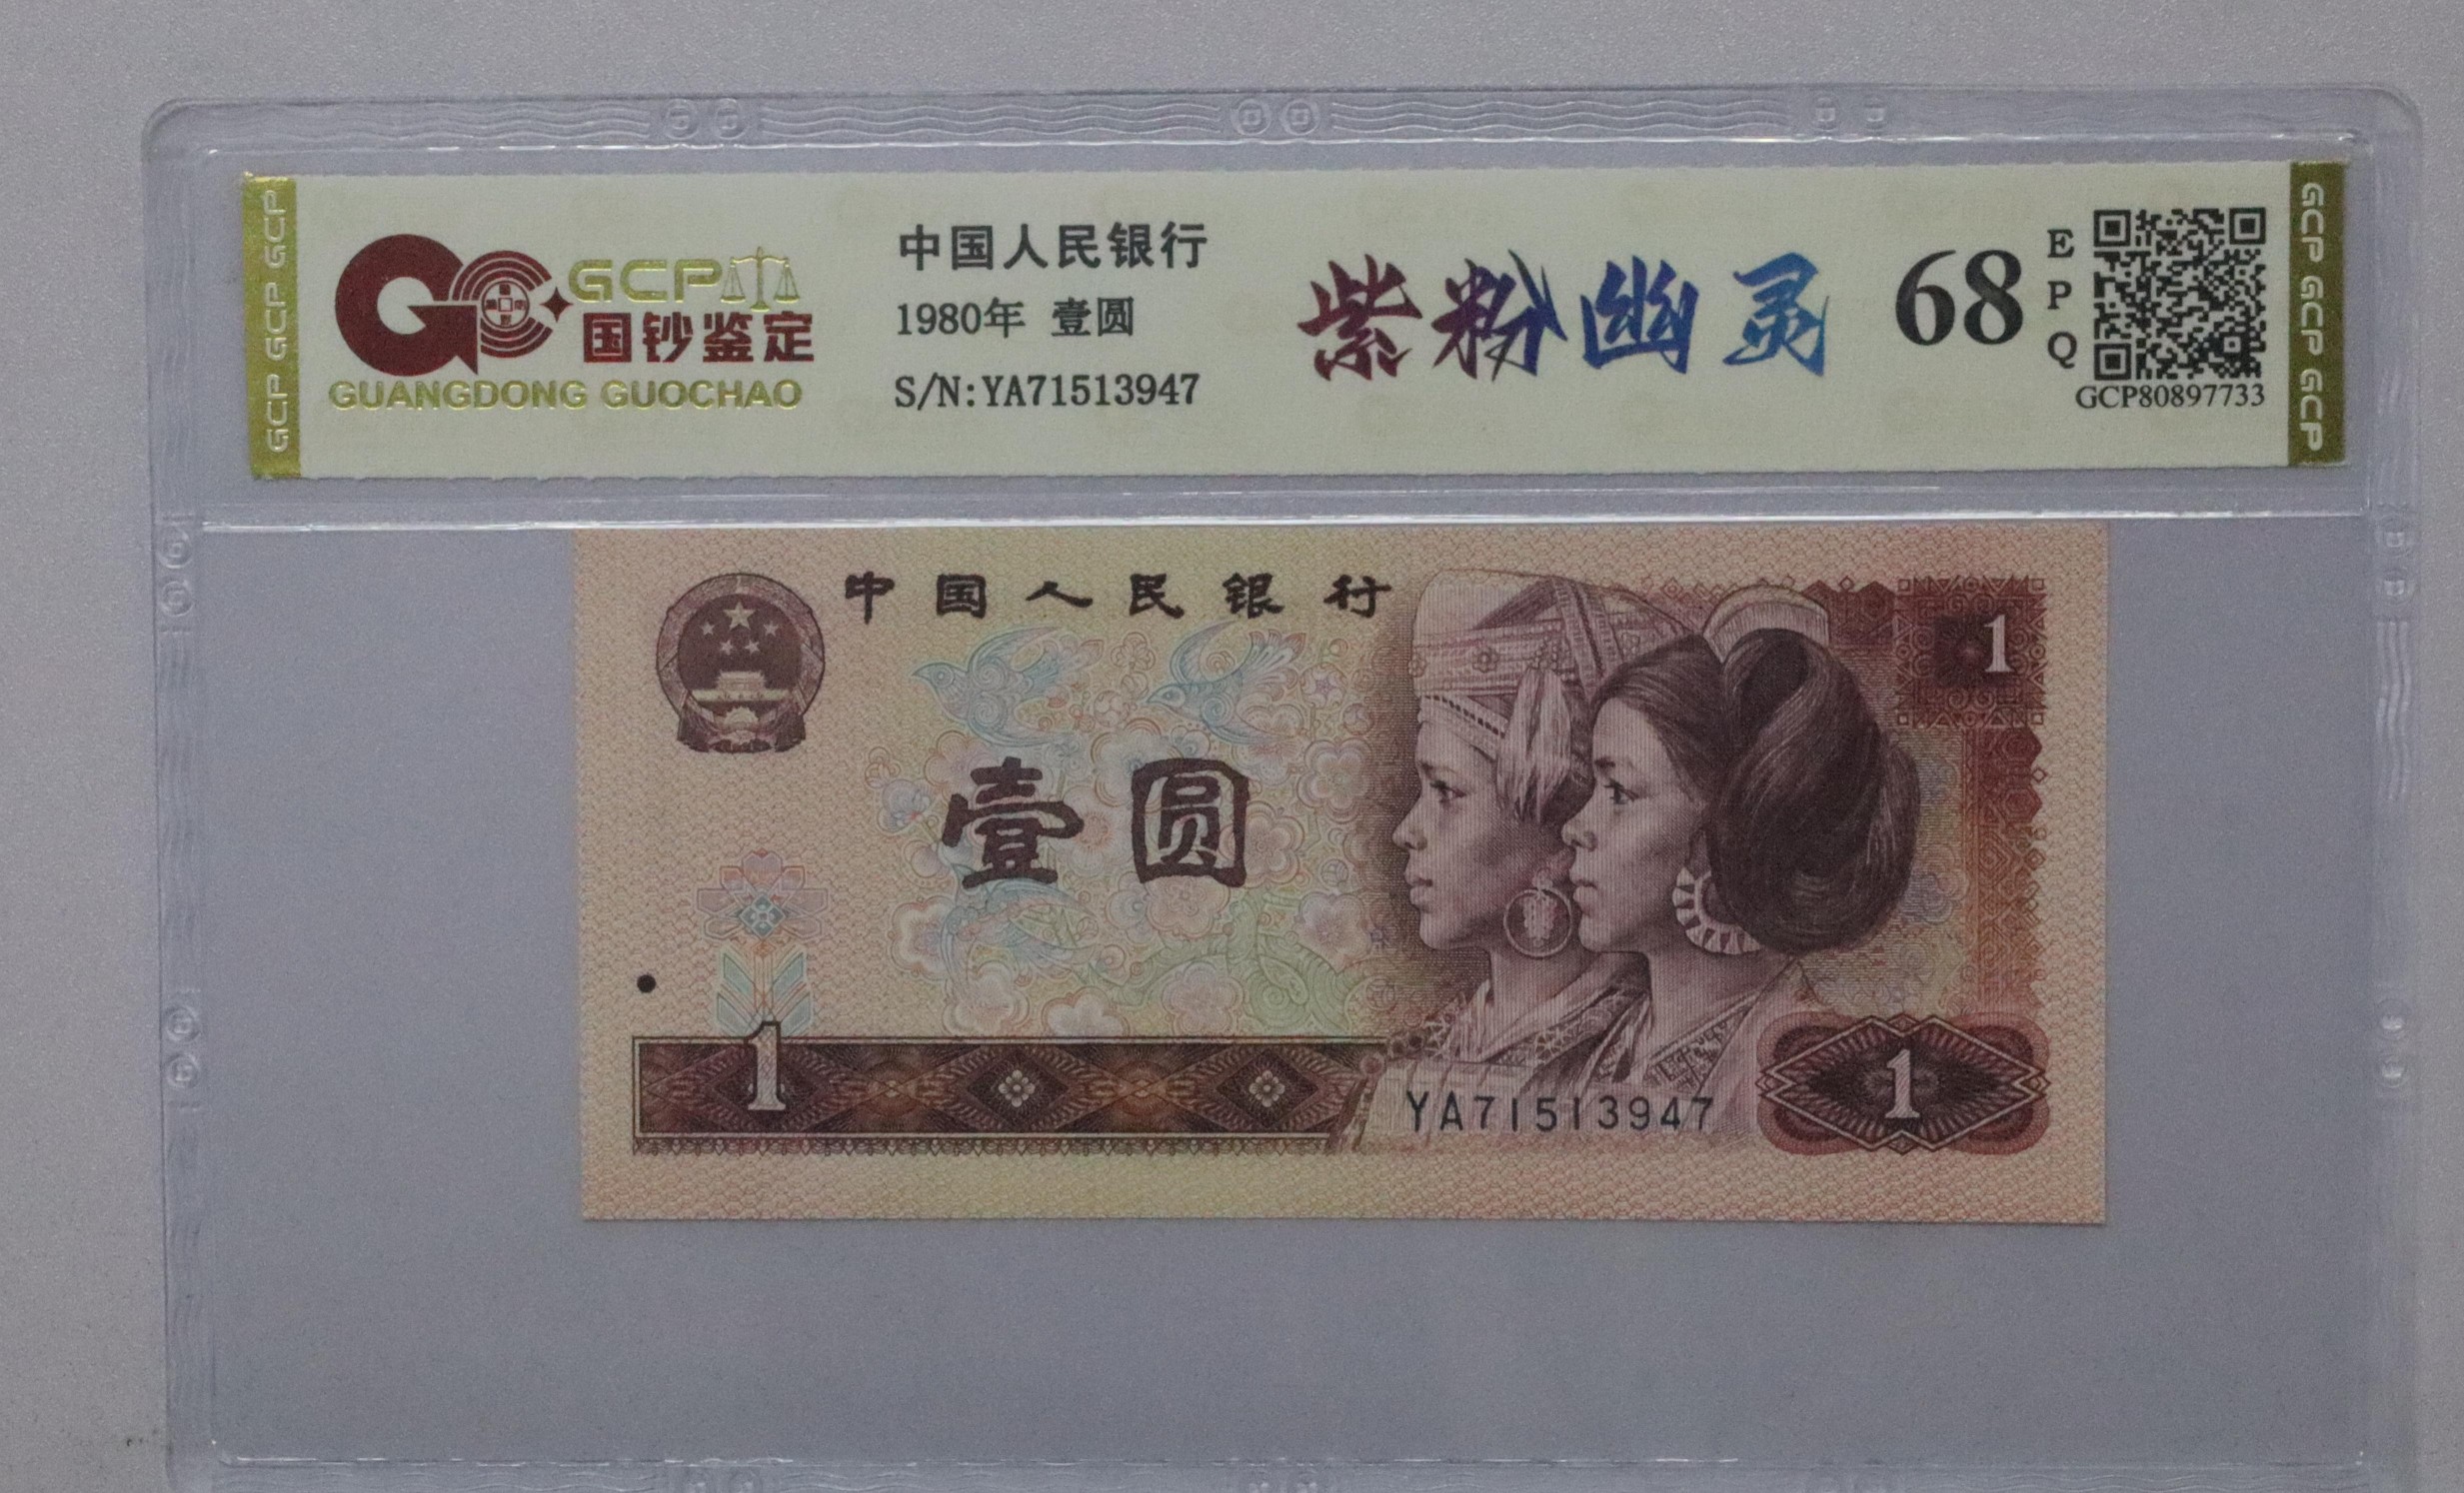 GCP GCP GCP
GCP
国钞鉴定
GUANGDONG GUOCHAO
中国人民银行
1980年 壹圆
S/N:YA71513947
紫粉幽灵
68
EPQ
GCP80897733
GCP GCP GCP
中国人民银行
1
壹圆
1
YA71513947
1